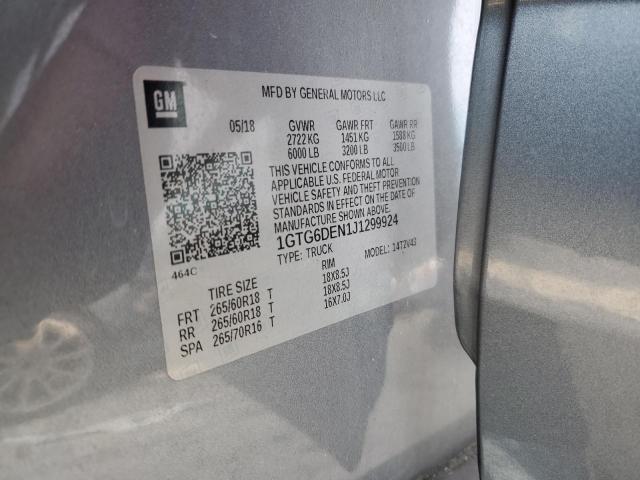 GM
MFD BY GENERAL MOTORS LLC
05/18 GVWR GAWR FRT GAWR RR
2722 KG 1451 KG 1588 KG
6000 LB 3200 LB 3500 LB
THIS VEHICLE CONFORMS TO ALL
APPLICABLE U.S. FEDERAL MOTOR
VEHICLE SAFETY AND THEFT PREVENTION
STANDARDS IN EFFECT ON THE DATE OF
MANUFACTURE SHOWN ABOVE.
1GTG6DEN1J1299924
TYPE: TRUCK MODEL: 14T2V43
464C
TIRE SIZE RIM
FRT 265/60R18 T 18X8.5J
RR 265/60R18 T 18X8.5J
SPA 265/70R16 T 16X7.0J